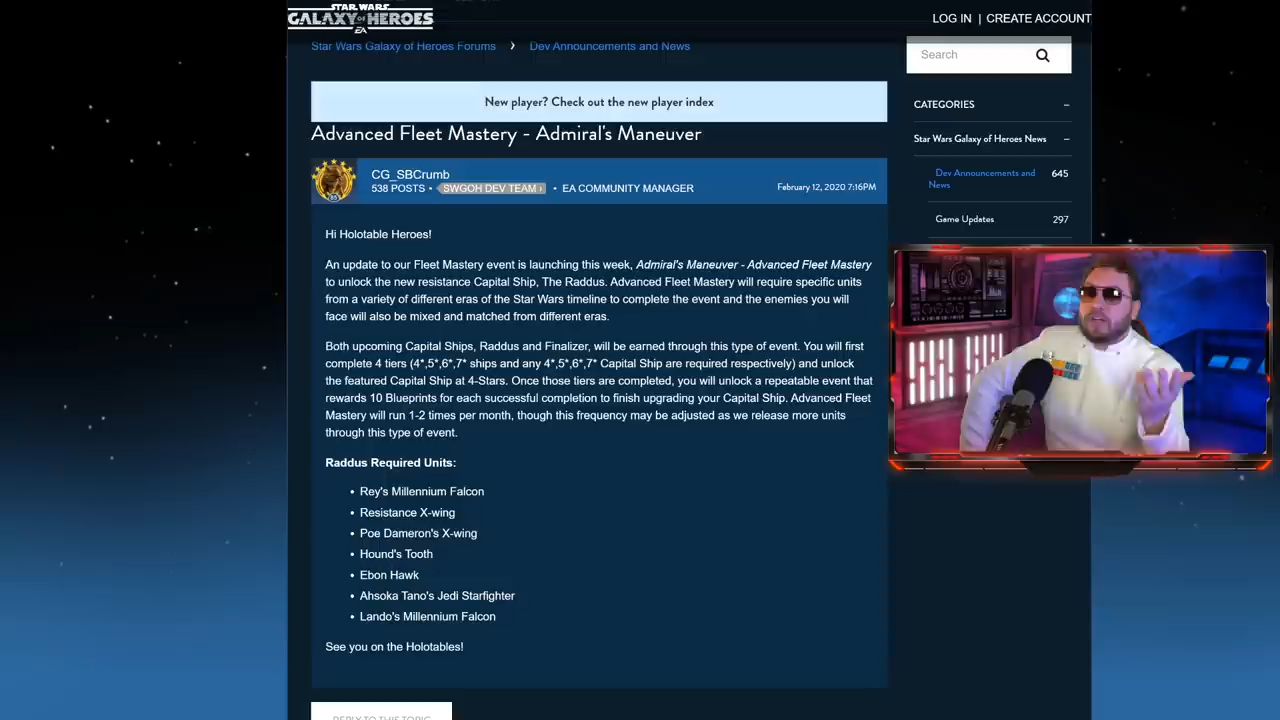 STAR WARS
GALAXY OF HEROES
EA
LOG IN | CREATE ACCOUNT
Star Wars Galaxy of Heroes Forums › Dev Announcements and News
Search
New player? Check out the new player index
CATEGORIES –
Advanced Fleet Mastery - Admiral's Maneuver
Star Wars Galaxy of Heroes News –
CG_SBCrumb
538 POSTS • SWGOH DEV TEAM › • EA COMMUNITY MANAGER
February 12, 2020 7:16PM
Dev Announcements and 645
News
Game Updates 297
Hi Holotable Heroes!
An update to our Fleet Mastery event is launching this week, Admiral's Maneuver - Advanced Fleet Mastery
to unlock the new resistance Capital Ship, The Raddus. Advanced Fleet Mastery will require specific units
from a variety of different eras of the Star Wars timeline to complete the event and the enemies you will
face will also be mixed and matched from different eras.
Both upcoming Capital Ships, Raddus and Finalizer, will be earned through this type of event. You will first
complete 4 tiers (4*,5*,6*,7* ships and any 4*,5*,6*,7* Capital Ship are required respectively) and unlock
the featured Capital Ship at 4-Stars. Once those tiers are completed, you will unlock a repeatable event that
rewards 10 Blueprints for each successful completion to finish upgrading your Capital Ship. Advanced Fleet
Mastery will run 1-2 times per month, though this frequency may be adjusted as we release more units
through this type of event.
Raddus Required Units:
• Rey's Millennium Falcon
• Resistance X-wing
• Poe Dameron's X-wing
• Hound's Tooth
• Ebon Hawk
• Ahsoka Tano's Jedi Starfighter
• Lando's Millennium Falcon
See you on the Holotables!
REPLY TO THIS TOPIC